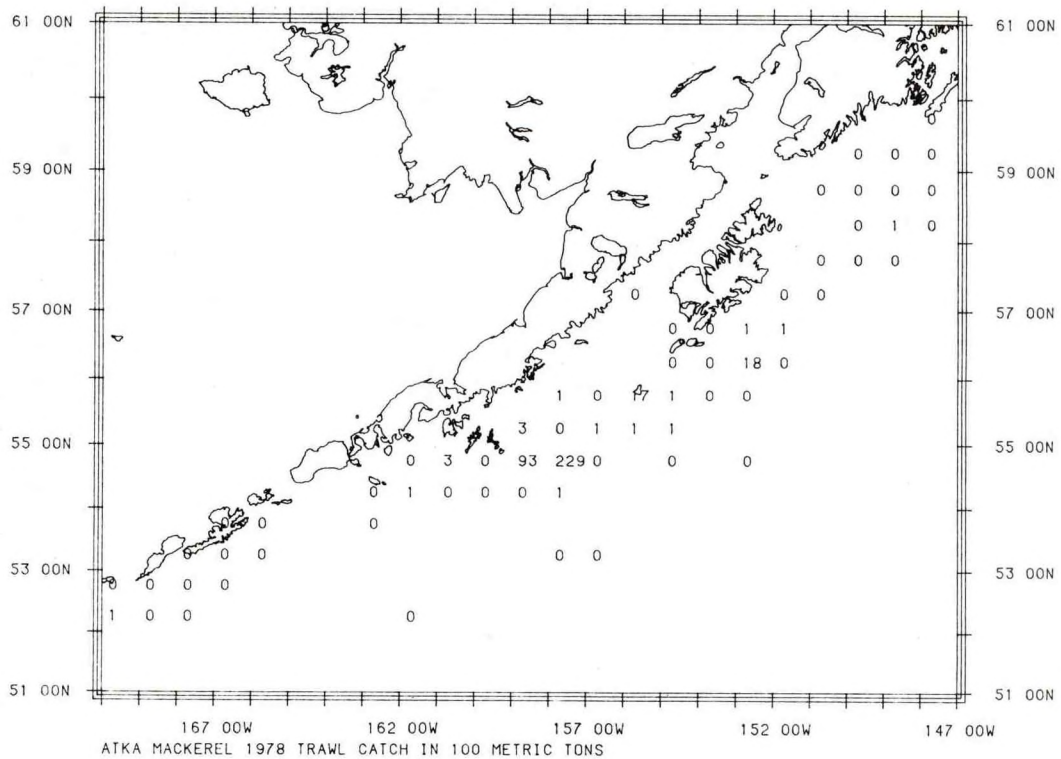 61 00N 61 00N
0
59 00N 0 0 0 59 00N
0 0 0 0
0 1 0
0 0 0
57 00N 0 0 0 57 00N
0 0 1 1
0 0 18 0
1 0 17 1 0 0
55 00N 3 0 1 1 1 55 00N
0 3 0 93 229 0 0 0
0 1 0 0 0 1
0 0 0
0 0 0 0 0
53 00N 0 0 0 0 53 00N
1 0 0 0
51 00N 51 00N
167 00W 162 00W 157 00W 152 00W 147 00W
ATKA MACKEREL 1978 TRAWL CATCH IN 100 METRIC TONS